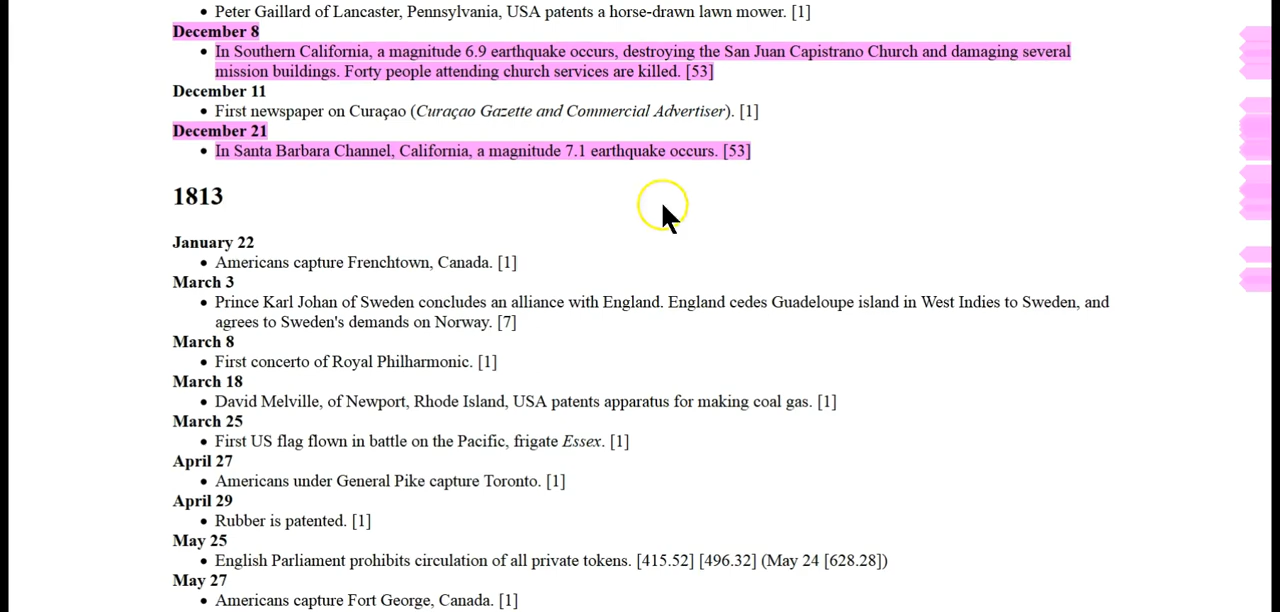 • Peter Gaillard of Lancaster, Pennsylvania, USA patents a horse-drawn lawn mower. [1]
December 8
• In Southern California, a magnitude 6.9 earthquake occurs, destroying the San Juan Capistrano Church and damaging several
mission buildings. Forty people attending church services are killed. [53]
December 11
• First newspaper on Curaçao (Curaçao Gazette and Commercial Advertiser). [1]
December 21
• In Santa Barbara Channel, California, a magnitude 7.1 earthquake occurs. [53]
1813
January 22
• Americans capture Frenchtown, Canada. [1]
March 3
• Prince Karl Johan of Sweden concludes an alliance with England. England cedes Guadeloupe island in West Indies to Sweden, and
agrees to Sweden's demands on Norway. [7]
March 8
• First concerto of Royal Philharmonic. [1]
March 18
• David Melville, of Newport, Rhode Island, USA patents apparatus for making coal gas. [1]
March 25
• First US flag flown in battle on the Pacific, frigate Essex. [1]
April 27
• Americans under General Pike capture Toronto. [1]
April 29
• Rubber is patented. [1]
May 25
• English Parliament prohibits circulation of all private tokens. [415.52] [496.32] (May 24 [628.28])
May 27
• Americans capture Fort George, Canada. [1]